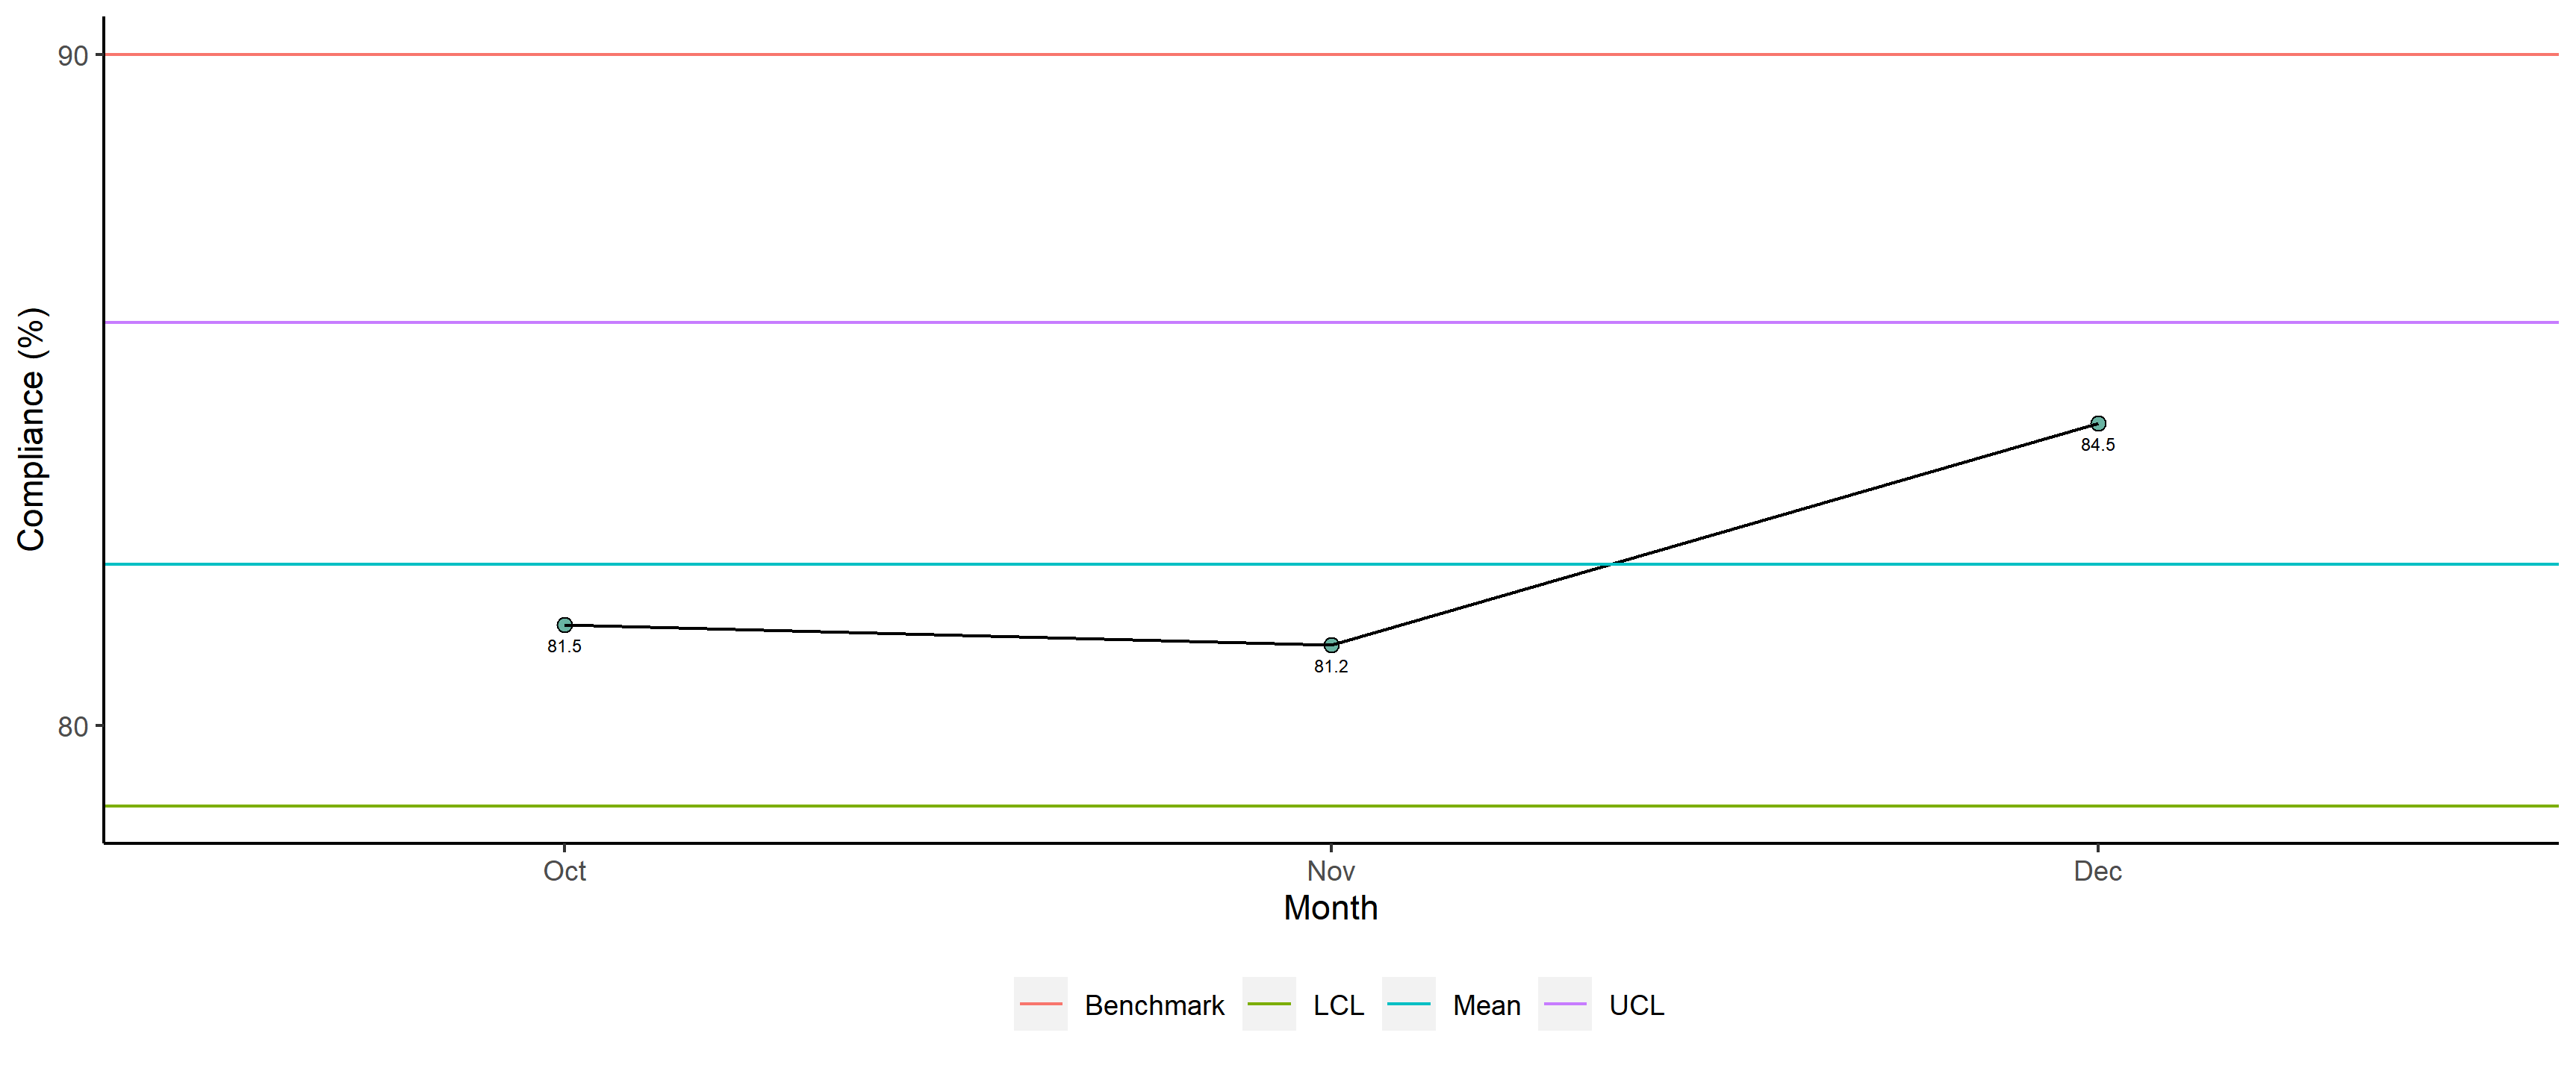 90
80
Compliance (%)
81.5
81.2
84.5
Oct Nov Dec
Month
Benchmark LCL Mean UCL